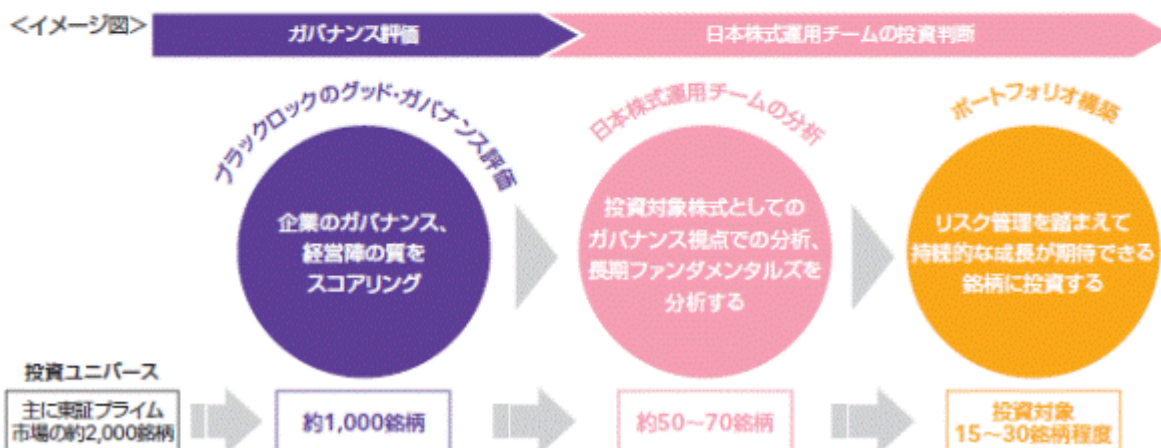 <イメージ図>
ガバナンス評価
日本株式運用チームの投資判断
ブラックロックのグッド・ガバナンス評価
日本株式運用チームの分析
ポートフォリオ構築
企業のガバナンス、
経営陣の質を
スコアリング
投資対象株式としての
ガバナンス視点での分析、
長期ファンダメンタルズを
分析する
リスク管理を踏まえて
持続的な成長が期待できる
銘柄に投資する
投資ユニバース
主に東証プライム
市場の約2,000銘柄
約1,000銘柄
約50～70銘柄
投資対象
15～30銘柄程度